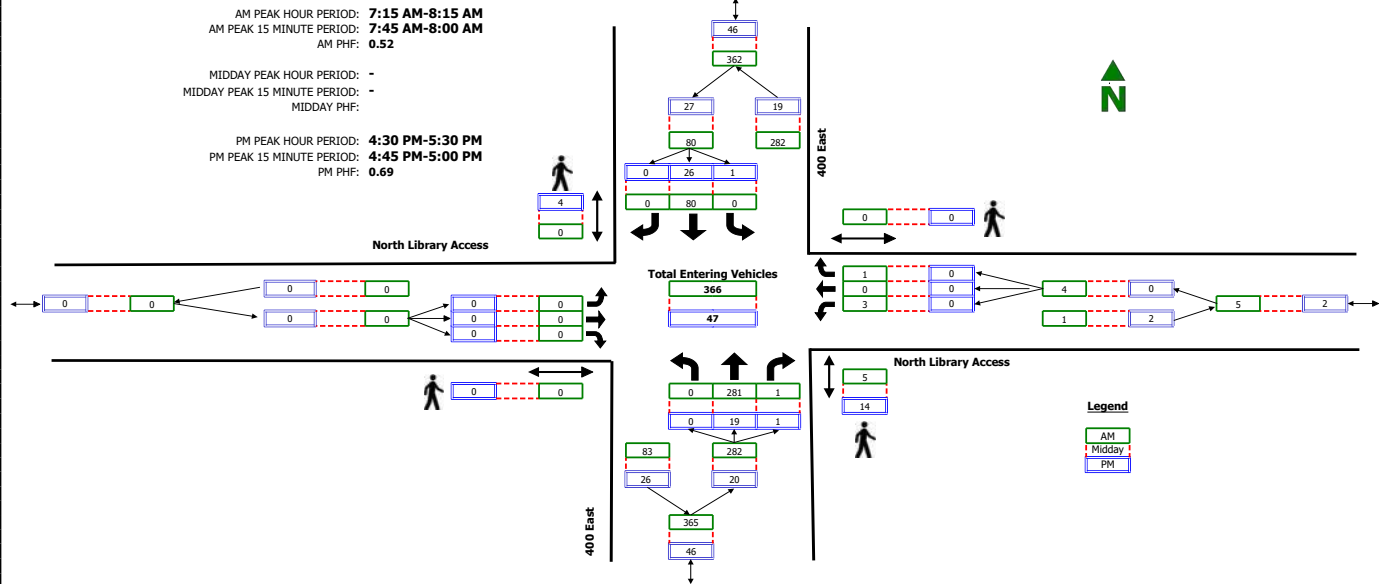 AM PEAK HOUR PERIOD: 7:15 AM-8:15 AM
AM PEAK 15 MINUTE PERIOD: 7:45 AM-8:00 AM
AM PHF: 0.52
MIDDAY PEAK HOUR PERIOD: -
MIDDAY PEAK 15 MINUTE PERIOD: -
MIDDAY PHF:
PM PEAK HOUR PERIOD: 4:30 PM-5:30 PM
PM PEAK 15 MINUTE PERIOD: 4:45 PM-5:00 PM
PM PHF: 0.69
46
362
27 19
80 282
0 26 1
0 80 0
400 East
N
4
0
North Library Access
0 0
Total Entering Vehicles
366
47
0 0
0 0
0 0
0 0
0 0
0 0
1 0
0 0
3 0
4 0
1 2
5 2
North Library Access
0 0
0 281 1
0 19 1
83 282
26 20
365
46
400 East
5
14
Legend
AM
Midday
PM